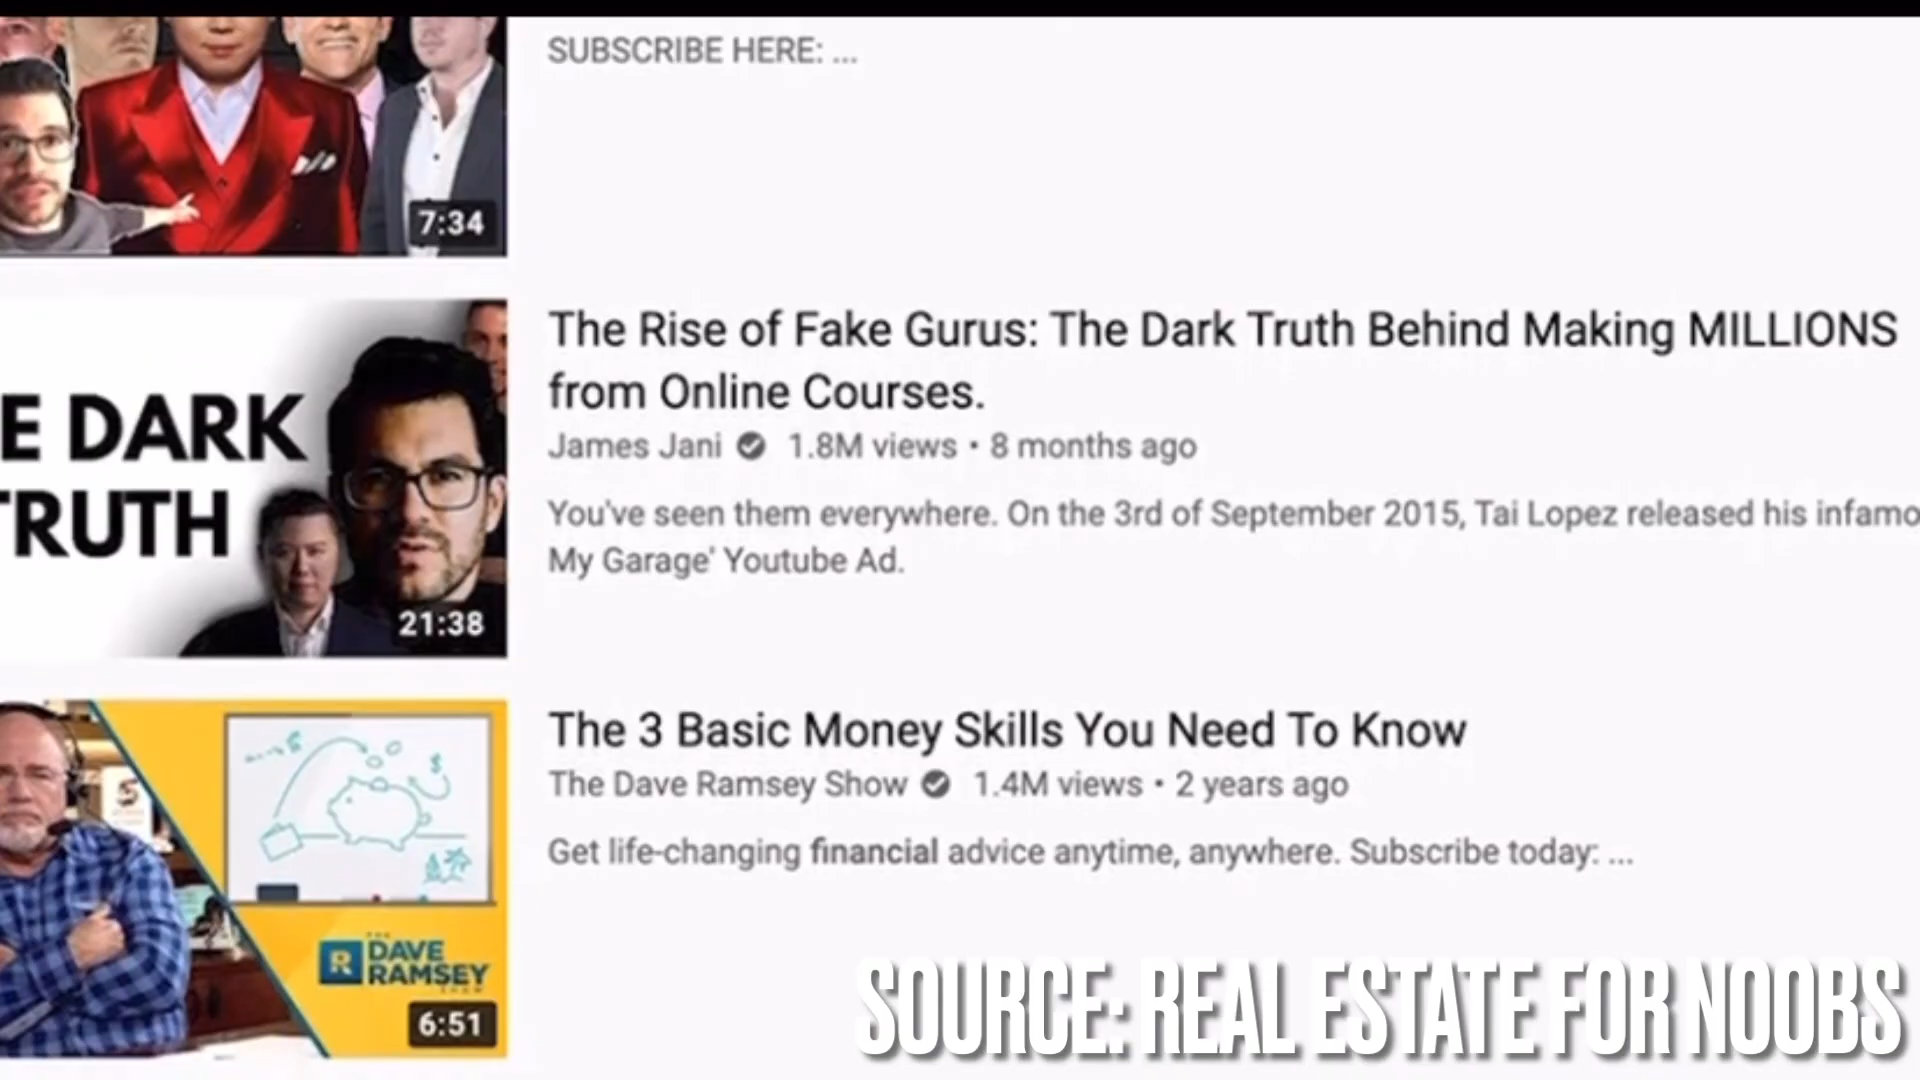 SUBSCRIBE HERE: ...
7:34
The Rise of Fake Gurus: The Dark Truth Behind Making MILLIONS
from Online Courses.
James Jani 1.8M views • 8 months ago
You've seen them everywhere. On the 3rd of September 2015, Tai Lopez released his infamo
My Garage' Youtube Ad.
E DARK
TRUTH
21:38
The 3 Basic Money Skills You Need To Know
The Dave Ramsey Show 1.4M views • 2 years ago
Get life-changing financial advice anytime, anywhere. Subscribe today: ...
$
R DAVE
RAMSEY
6:51
SOURCE: REAL ESTATE FOR NOOBS